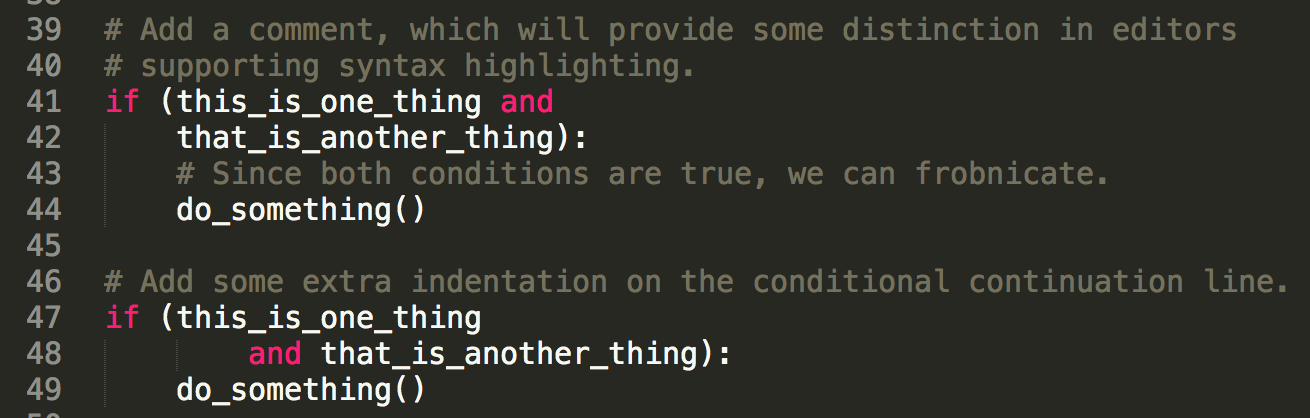 39 # Add a comment, which will provide some distinction in editors
40 # supporting syntax highlighting.
41 if (this_is_one_thing and
42     that_is_another_thing):
43     # Since both conditions are true, we can frobnicate.
44     do_something()
45
46 # Add some extra indentation on the conditional continuation line.
47 if (this_is_one_thing
48         and that_is_another_thing):
49     do_something()